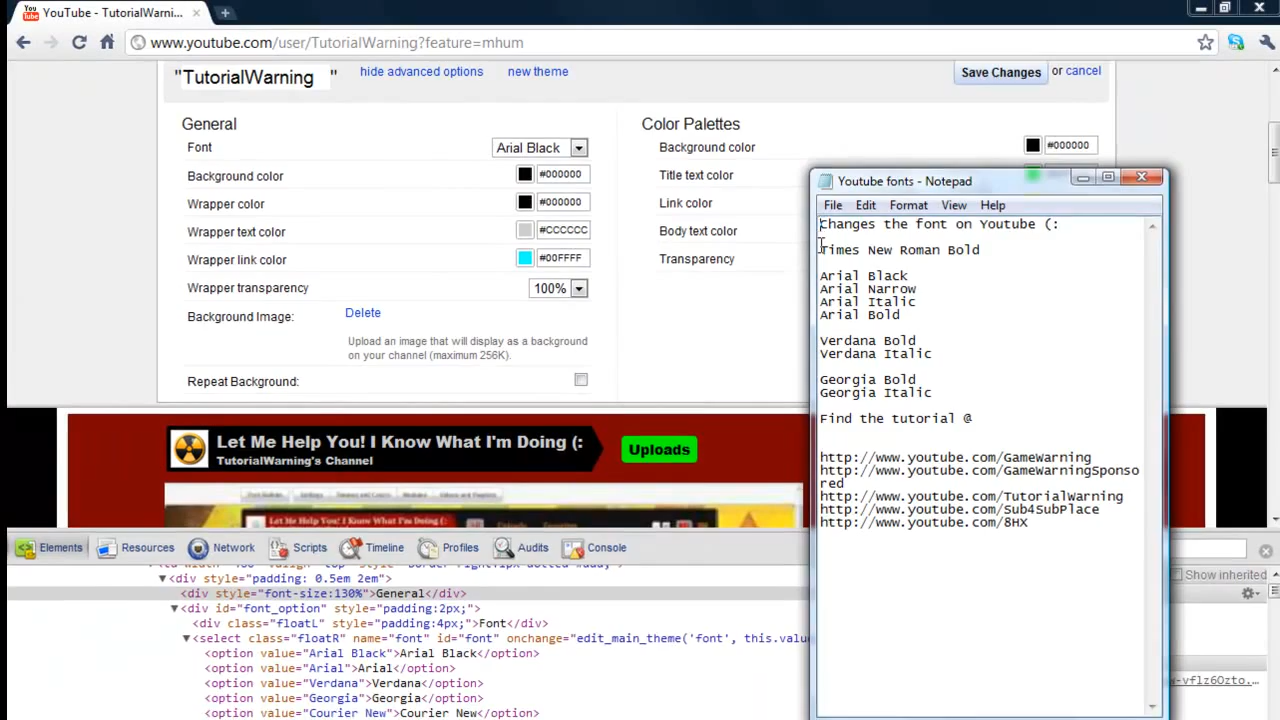 YouTube - TutorialWarni...
www.youtube.com/user/TutorialWarning?feature=mhum
"TutorialWarning "
hide advanced options
new theme
Save Changes or cancel
General
Font
Arial Black
Background color
#000000
Wrapper color
#000000
Wrapper text color
#CCCCCC
Wrapper link color
#00FFFF
Wrapper transparency
100%
Background Image:
Delete
Upload an image that will display as a background
on your channel (maximum 256K).
Repeat Background:
Color Palettes
Background color
#000000
Title text color
Link color
Body text color
Transparency
Youtube fonts - Notepad
File Edit Format View Help
Changes the font on Youtube (:
Times New Roman Bold
Arial Black
Arial Narrow
Arial Italic
Arial Bold
Verdana Bold
Verdana Italic
Georgia Bold
Georgia Italic
Find the tutorial @
http://www.youtube.com/GameWarning
http://www.youtube.com/GameWarningSponso
red
http://www.youtube.com/TutorialWarning
http://www.youtube.com/Sub4SubPlace
http://www.youtube.com/8HX
Let Me Help You! I Know What I'm Doing (:
TutorialWarning's Channel
Uploads
Let Me Help You! I Know What I'm Doing (:
Elements Resources Network Scripts Timeline Profiles Audits Console
<div style="padding: 0.5em 2em">
<div style="font-size:130%">General</div>
<div id="font_option" style="padding:2px;">
<div class="floatL" style="padding:4px;">Font</div>
<select class="floatR" name="font" id="font" onchange="edit_main_theme('font', this.valu
<option value="Arial Black">Arial Black</option>
<option value="Arial">Arial</option>
<option value="Verdana">Verdana</option>
<option value="Georgia">Georgia</option>
<option value="Courier New">Courier New</option>
Show inherited
w-vflz6Ozto....